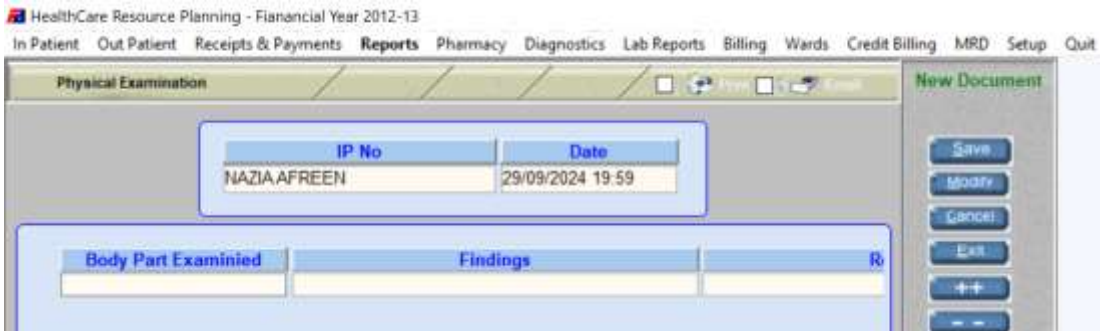 HealthCare Resource Planning - Fianancial Year 2012-13
In Patient Out Patient Receipts & Payments Reports Pharmacy Diagnostics Lab Reports Billing Wards Credit Billing MRD Setup Quit
Physical Examination
New Document
IP No Date
NAZIA AFREEN 29/09/2024 19:59
Save
Modify
Cancel
Exit
++
--
Body Part Examinied Findings